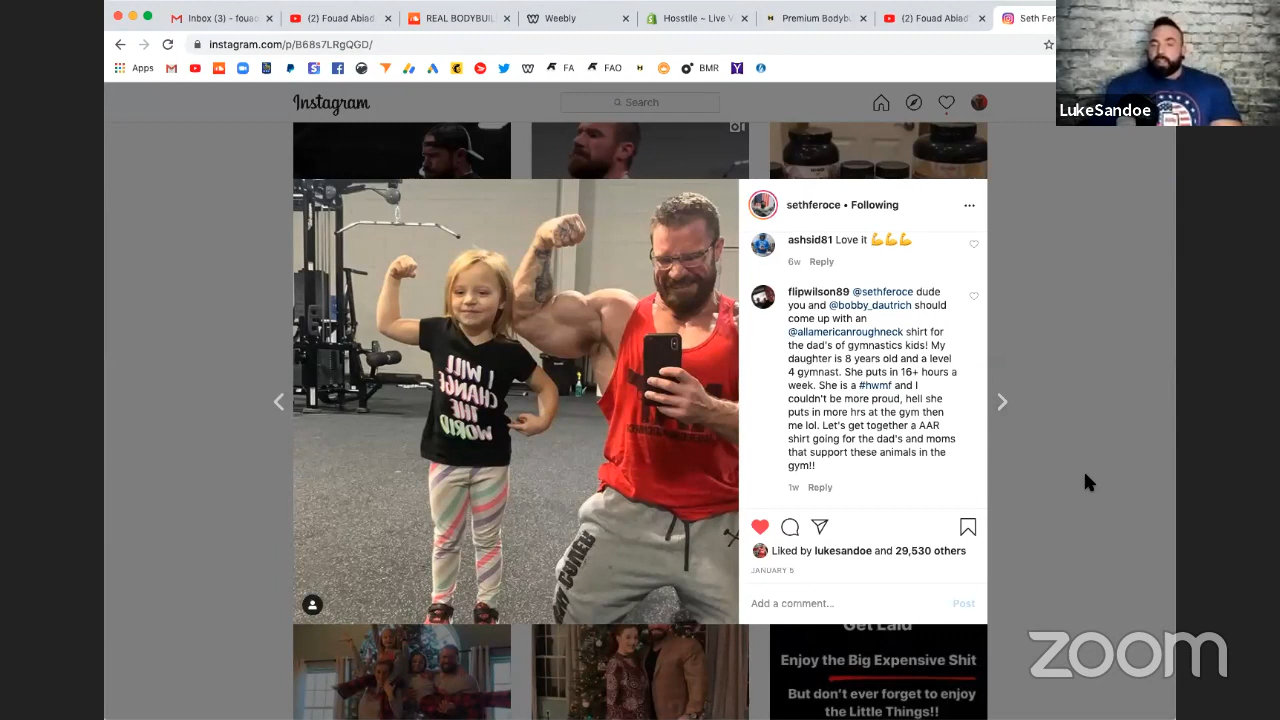 Inbox (3) - fouad
(2) Fouad Abiad
REAL BODYBUIL
Weebly
Hosstile ~ Live V
Premium Bodybu
(2) Fouad Abiad
Seth Fer
instagram.com/p/B68s7LRgQGD/
Apps
FA
FAO
BMR
LukeSandoe
Instagram
Search
sethferoce • Following
ashsid81 Love it 💪💪💪
6w Reply
flipwilson89 @sethferoce dude
you and @bobby_dautrich should
come up with an
@allamericanroughneck shirt for
the dad's of gymnastics kids! My
daughter is 8 years old and a level
4 gymnast. She puts in 16+ hours a
week. She is a #hwmf and I
couldn't be more proud, hell she
puts in more hrs at the gym then
me lol. Let's get together a AAR
shirt going for the dad's and moms
that support these animals in the
gym!!
1w Reply
Liked by lukesandoe and 29,530 others
JANUARY 5
Add a comment...
Post
I WILL
CHANGE
THE
WORLD
Get Laid
Enjoy the Big Expensive Shit
But don't ever forget to enjoy
the Little Things!!
zoom